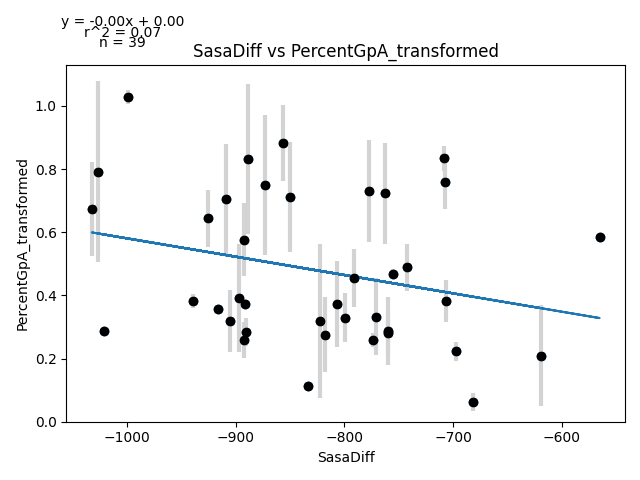 y = -0.00x + 0.00
r^2 = 0.07
n = 39
SasaDiff vs PercentGpA_transformed
PercentGpA_transformed
1.0
0.8
0.6
0.4
0.2
0.0
−1000 −900 −800 −700 −600
SasaDiff